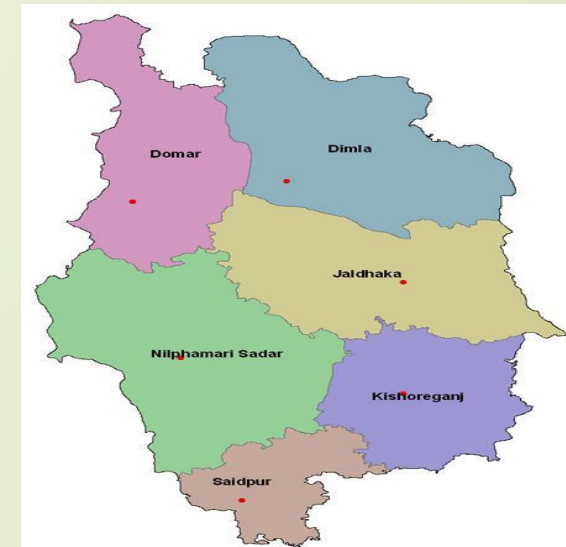 Domar
Dimla
Jaldhaka
Nilphamari Sadar
Kishoreganj
Saidpur